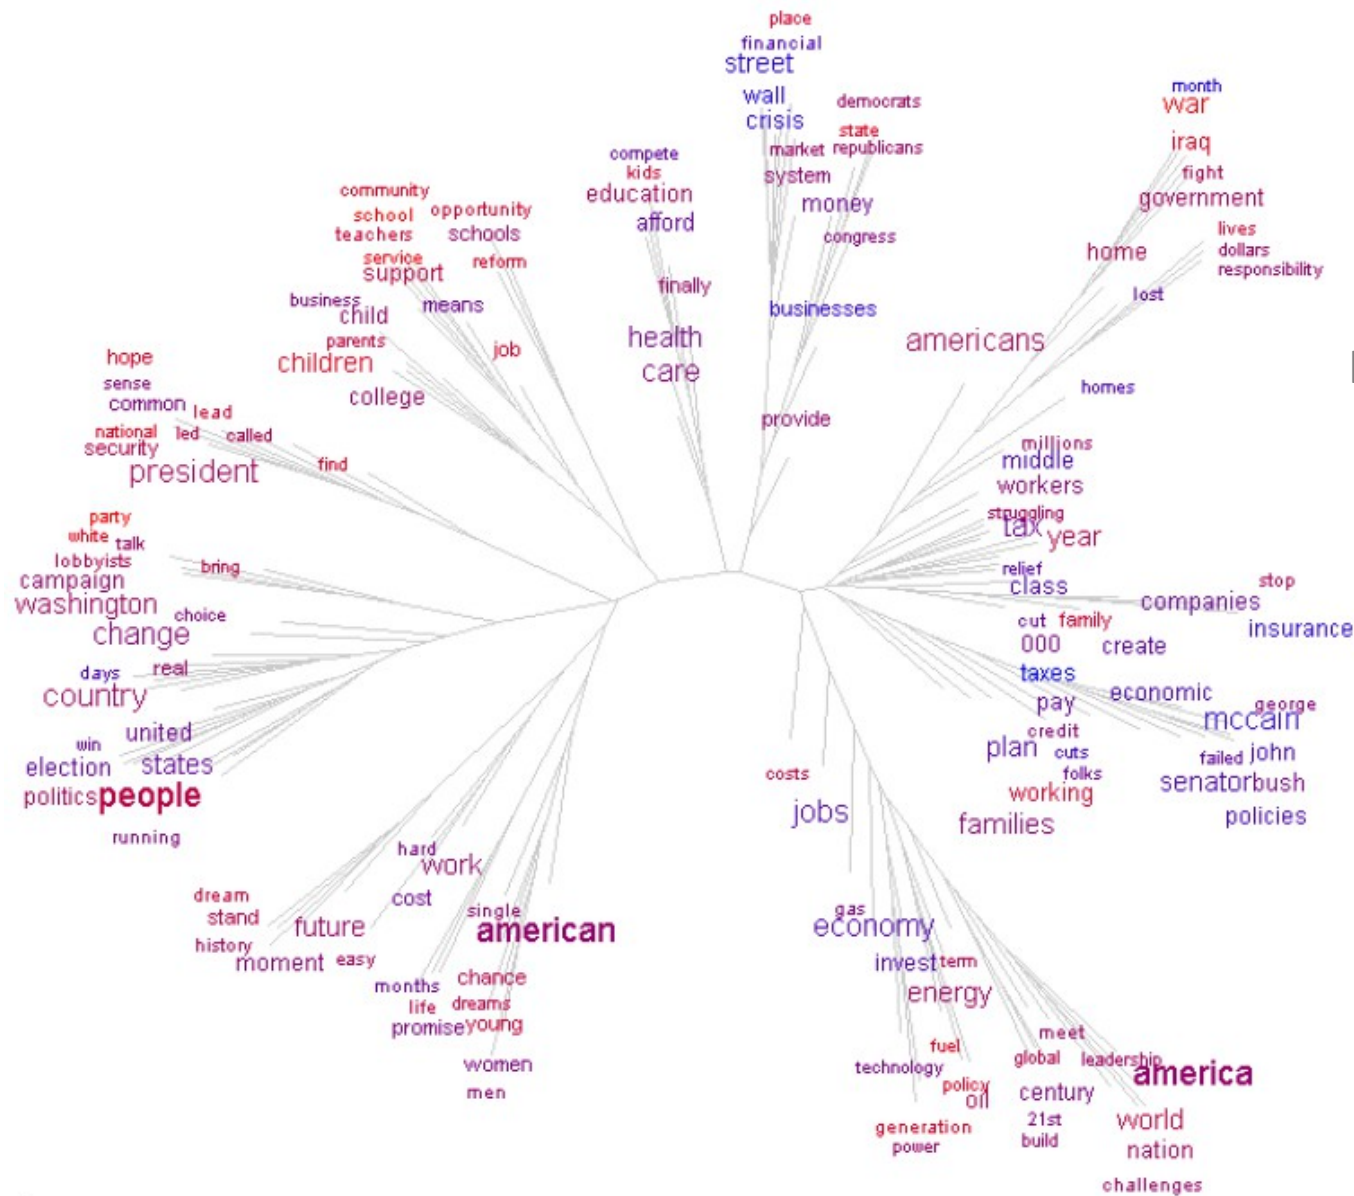 place
financial
street
wall
crisis
democrats
state
market republicans
system
money
congress
businesses
provide
month
war
iraq
fight
government
lives
dollars
responsibility
home
lost
americans
homes
compete
kids
education
afford
finally
health
care
community
school opportunity
teachers schools
service reform
support
business means
child
parents
children job
college
hope
sense
common lead
national led called
security
president find
party
white talk
lobbyists bring
campaign
washington
choice
change
days real
country
win united
election states
politics people
running
millions
middle
workers
struggling
tax year
relief
class
companies stop
insurance
cut family
000 create
taxes
economic
pay george
mccain
credit
plan cuts failed john
folks
working senator bush
families policies
costs
jobs
hard
work
cost
dream
stand single
future american
history
moment easy
months chance
life dreams
promise young
women
men
gas
economy
invest term
energy
fuel meet
technology global leadership
policy america
oil century
generation 21st world
power build nation
challenges